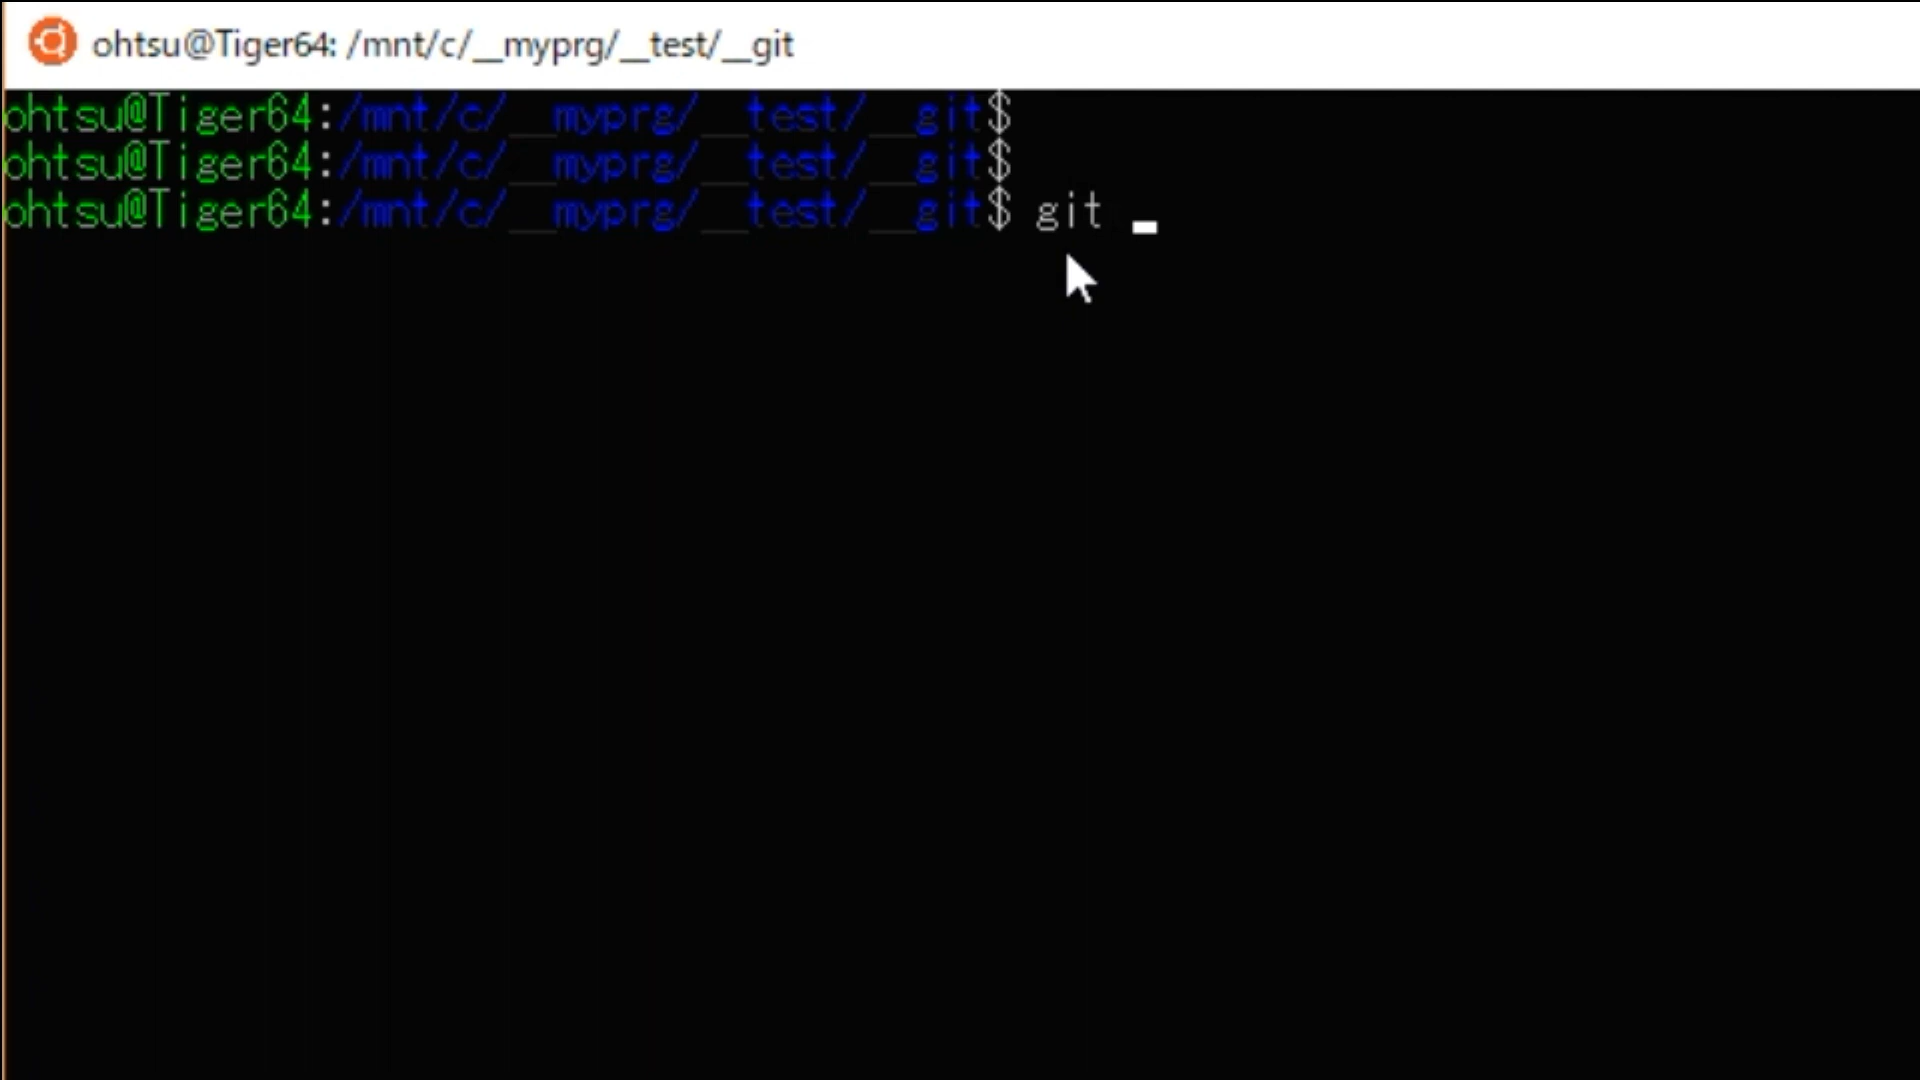 ohtsu@Tiger64: /mnt/c/__myprg/__test/__git
ohtsu@Tiger64:/mnt/c/__myprg/__test/__git$
ohtsu@Tiger64:/mnt/c/__myprg/__test/__git$
ohtsu@Tiger64:/mnt/c/__myprg/__test/__git$ git